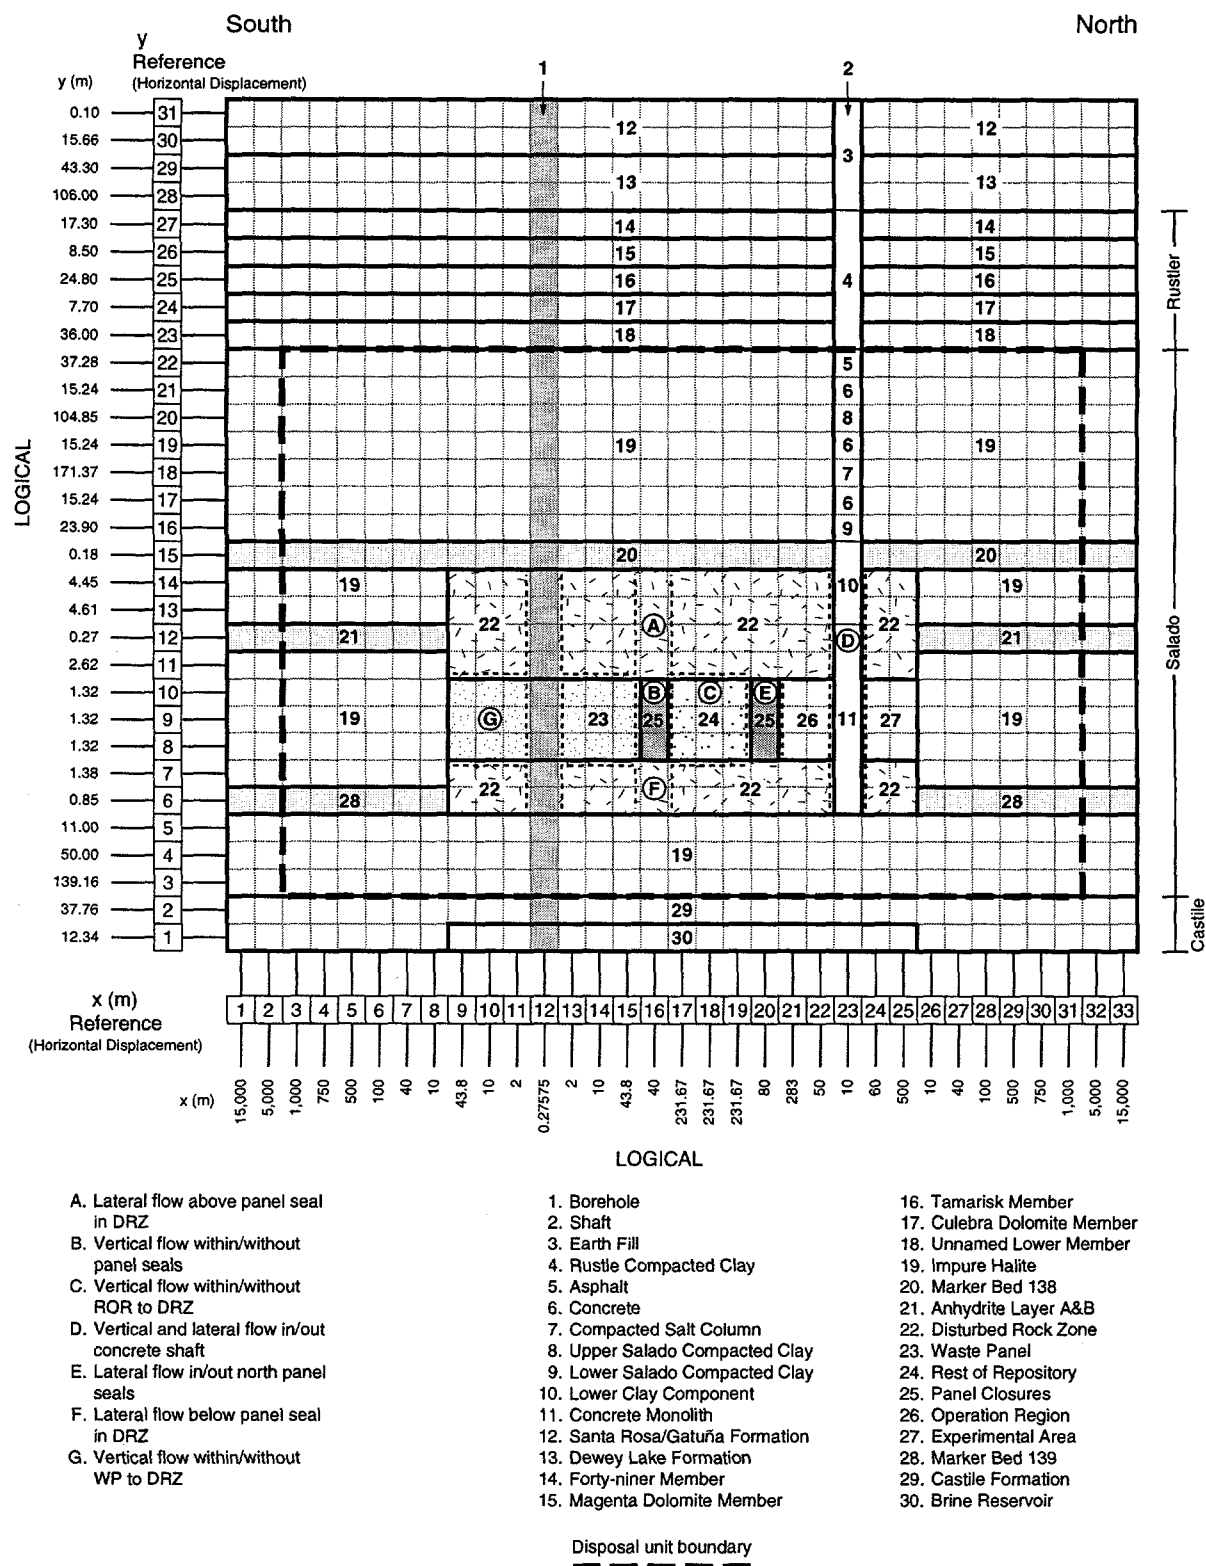 South North
y
Reference
(Horizontal Displacement)
y (m)
1 2
0.10 31
12 12
15.66 30
3
43.30 29
13 13
106.00 28
17.30 27 14 14
8.50 26 15 15
24.80 25 16 4 16
7.70 24 17 17
36.00 23 18 18
Rustler
37.28 22 5
15.24 21 6
104.85 20 8
15.24 19 19 6 19
171.37 18 7
15.24 17 6
23.90 16 9
0.18 15 20 20
4.45 14 19 10 19
4.61 13 22 A 22 22
0.27 12 21 D 21
2.62 11
1.32 10 B C E
1.32 9 19 G 23 25 24 25 26 11 27 19
1.32 8
1.38 7 22 F 22 22
0.85 6 28 28
11.00 5
50.00 4 19
139.16 3
Salado
37.76 2 29
12.34 1 30
Castile
LOGICAL
x (m)
Reference
(Horizontal Displacement)
1 2 3 4 5 6 7 8 9 10 11 12 13 14 15 16 17 18 19 20 21 22 23 24 25 26 27 28 29 30 31 32 33
x (m)
15,000 5,000 1,000 750 500 100 40 10 43.8 10 2 0.27575 2 10 43.8 40 231.67 231.67 231.67 80 283 50 10 60 500 10 40 100 500 750 1,000 5,000 15,000
LOGICAL
A. Lateral flow above panel seal
in DRZ
B. Vertical flow within/without
panel seals
C. Vertical flow within/without
ROR to DRZ
D. Vertical and lateral flow in/out
concrete shaft
E. Lateral flow in/out north panel
seals
F. Lateral flow below panel seal
in DRZ
G. Vertical flow within/without
WP to DRZ
1. Borehole
2. Shaft
3. Earth Fill
4. Rustle Compacted Clay
5. Asphalt
6. Concrete
7. Compacted Salt Column
8. Upper Salado Compacted Clay
9. Lower Salado Compacted Clay
10. Lower Clay Component
11. Concrete Monolith
12. Santa Rosa/Gatuña Formation
13. Dewey Lake Formation
14. Forty-niner Member
15. Magenta Dolomite Member
16. Tamarisk Member
17. Culebra Dolomite Member
18. Unnamed Lower Member
19. Impure Halite
20. Marker Bed 138
21. Anhydrite Layer A&B
22. Disturbed Rock Zone
23. Waste Panel
24. Rest of Repository
25. Panel Closures
26. Operation Region
27. Experimental Area
28. Marker Bed 139
29. Castile Formation
30. Brine Reservoir
Disposal unit boundary